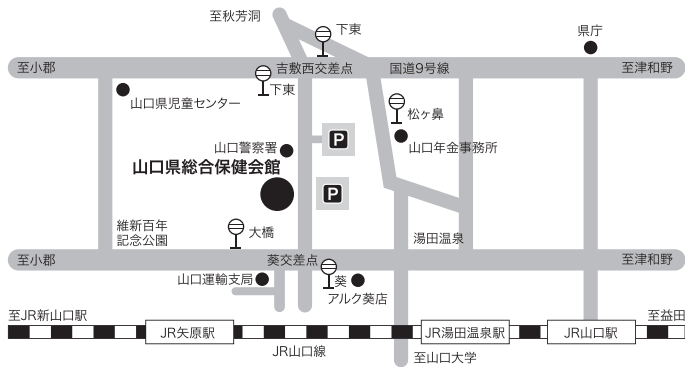 至秋芳洞
下東
県庁
至小郡
吉敷西交差点
国道9号線
至津和野
下東
山口県児童センター
松ヶ鼻
P
山口警察署
山口年金事務所
山口県総合保健会館
P
維新百年
記念公園
大橋
湯田温泉
至小郡
葵交差点
至津和野
山口運輸支局
葵
アルク葵店
至JR新山口駅
至益田
JR矢原駅
JR湯田温泉駅
JR山口駅
JR山口線
至山口大学